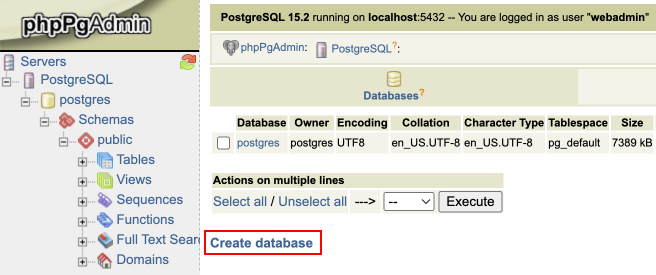 phpPgAdmin
Servers
PostgreSQL
postgres
Schemas
public
Tables
Views
Sequences
Functions
Full Text Sear
Domains
PostgreSQL 15.2 running on localhost:5432 -- You are logged in as user "webadmin"
phpPgAdmin: PostgreSQL?:
Databases?
Database Owner Encoding Collation Character Type Tablespace Size
postgres postgres UTF8 en_US.UTF-8 en_US.UTF-8 pg_default 7389 kB
Actions on multiple lines
Select all / Unselect all ---> -- Execute
Create database